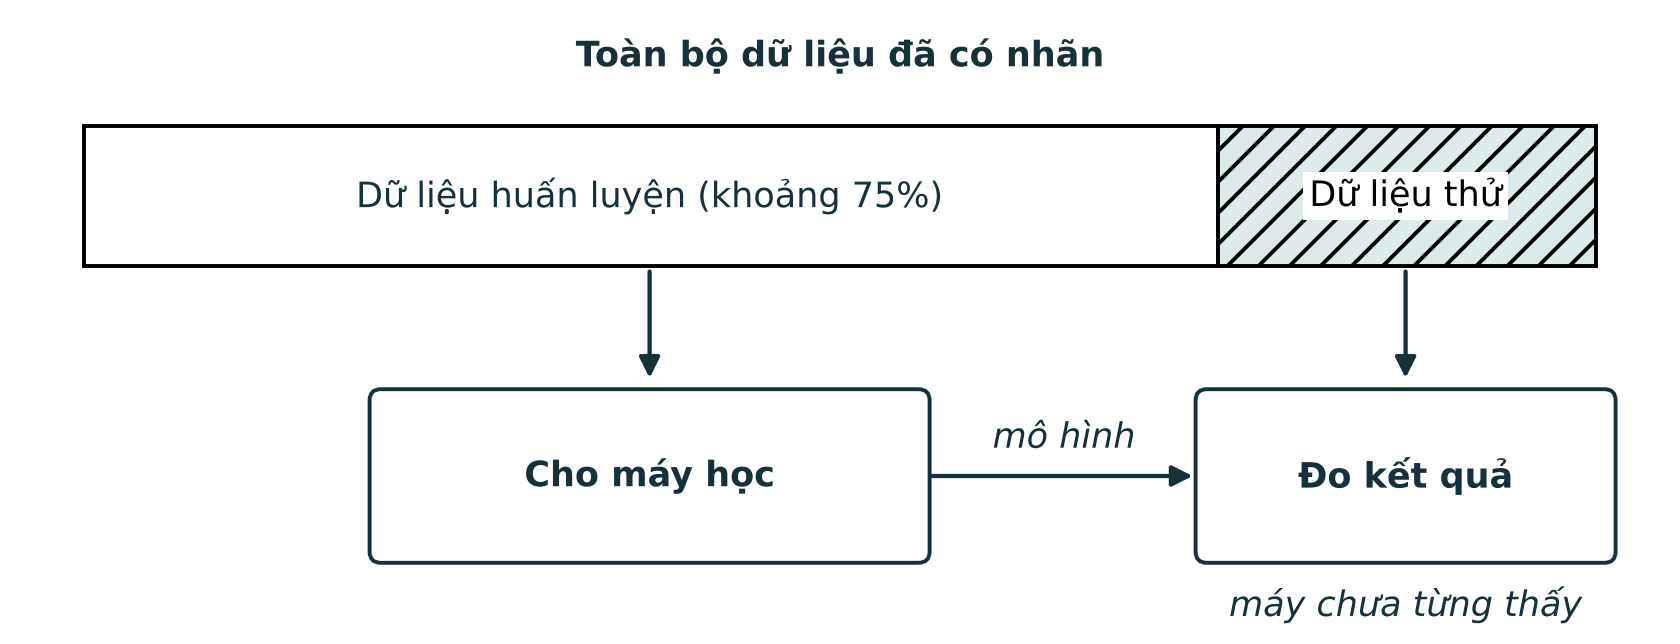 Toàn bộ dữ liệu đã có nhãn
Dữ liệu huấn luyện (khoảng 75%)
Dữ liệu thử
mô hình
Cho máy học
Đo kết quả
máy chưa từng thấy